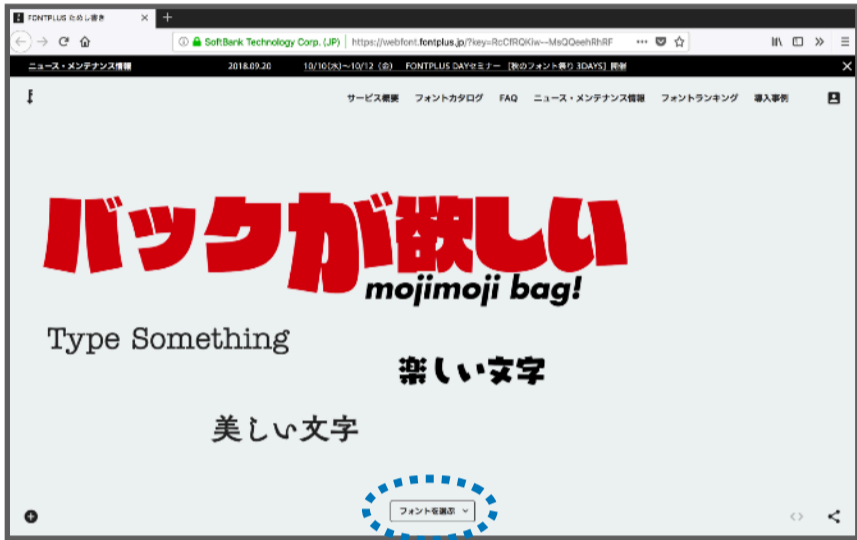 FONTPLUS ためし書き
SoftBank Technology Corp. (JP) https://webfont.fontplus.jp/?key=RcCfRQKiw--MsQOeehRhRF
ニュース・メンテナンス情報 2018.09.20 10/10(水)～10/12（金） FONTPLUS DAYセミナー [秋のフォント祭り 3DAYS] 開催
サービス概要 フォントカタログ FAQ ニュース・メンテナンス情報 フォントランキング 導入事例
バックが欲しい
mojimoji bag!
Type Something
楽しい文字
美しい文字
フォントを選ぶ